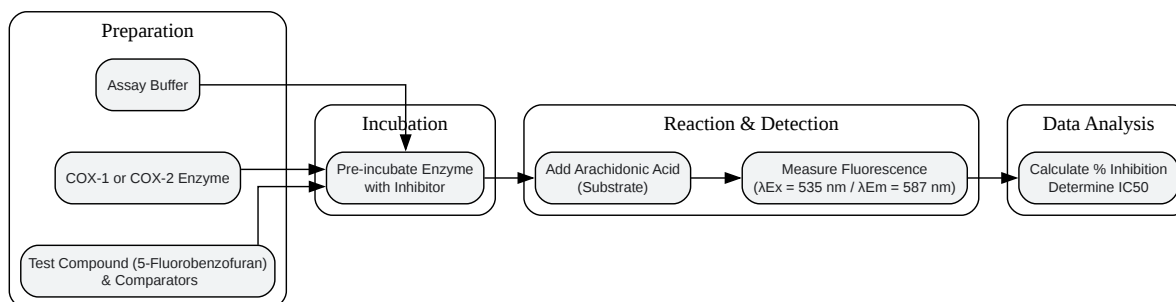 Preparation
Assay Buffer
COX-1 or COX-2 Enzyme
Test Compound (5-Fluorobenzofuran)
& Comparators
Incubation
Pre-incubate Enzyme
with Inhibitor
Reaction & Detection
Add Arachidonic Acid
(Substrate)
Measure Fluorescence
(λEx = 535 nm / λEm = 587 nm)
Data Analysis
Calculate % Inhibition
Determine IC50